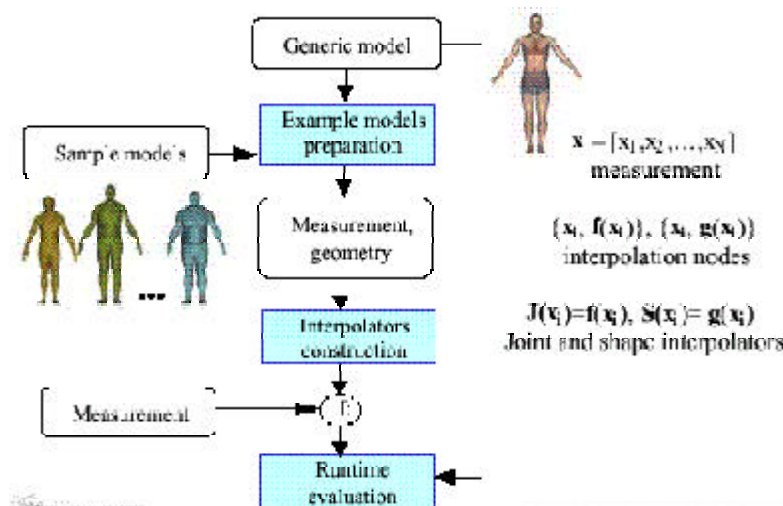 Generic model
Example models
preparation
Sample models
x = [x1,x2,...,xN]
measurement
Measurement,
geometry
{xi, f(xi)}, {xi, g(xi)}
interpolation nodes
J(xi)=f(xi), S(xi)= g(xi)
Joint and shape interpolators
Interpolators
construction
Measurement
Runtime
evaluation